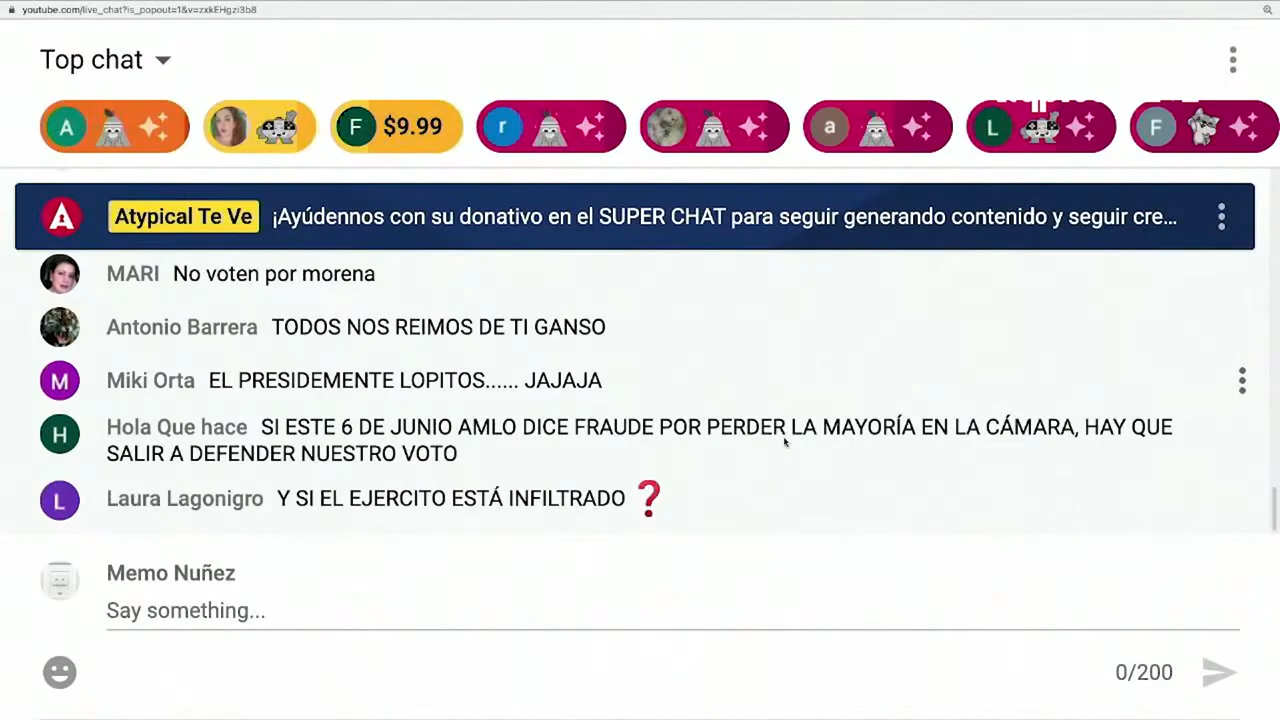 youtube.com/live_chat?is_popout=1&v=zxkEHgzi3b8
Top chat
A
F $9.99
r
a
L
F
Atypical Te Ve ¡Ayúdennos con su donativo en el SUPER CHAT para seguir generando contenido y seguir cre...
MARI No voten por morena
Antonio Barrera TODOS NOS REIMOS DE TI GANSO
M Miki Orta EL PRESIDEMENTE LOPITOS...... JAJAJA
H Hola Que hace SI ESTE 6 DE JUNIO AMLO DICE FRAUDE POR PERDER LA MAYORÍA EN LA CÁMARA, HAY QUE
SALIR A DEFENDER NUESTRO VOTO
L Laura Lagonigro Y SI EL EJERCITO ESTÁ INFILTRADO ❓
Memo Nuñez
Say something...
0/200